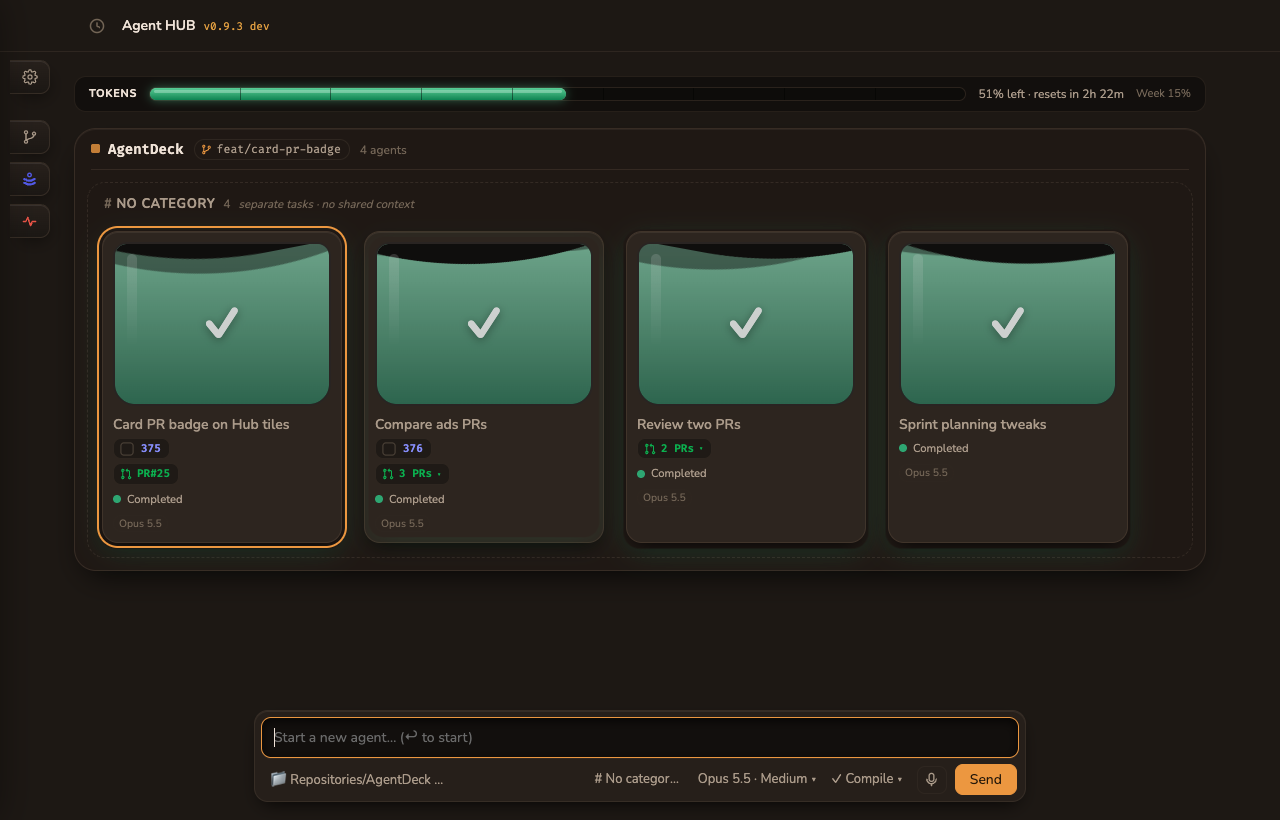 Agent HUB v0.9.3 dev
TOKENS 51% left · resets in 2h 22m Week 15%
AgentDeck feat/card-pr-badge 4 agents
# NO CATEGORY 4 separate tasks · no shared context
Card PR badge on Hub tiles
375
PR#25
Completed
Opus 5.5
Compare ads PRs
376
3 PRs
Completed
Opus 5.5
Review two PRs
2 PRs
Completed
Opus 5.5
Sprint planning tweaks
Completed
Opus 5.5
Start a new agent... (↩ to start)
Repositories/AgentDeck ... # No categor... Opus 5.5 · Medium ▾ ✓ Compile ▾ Send